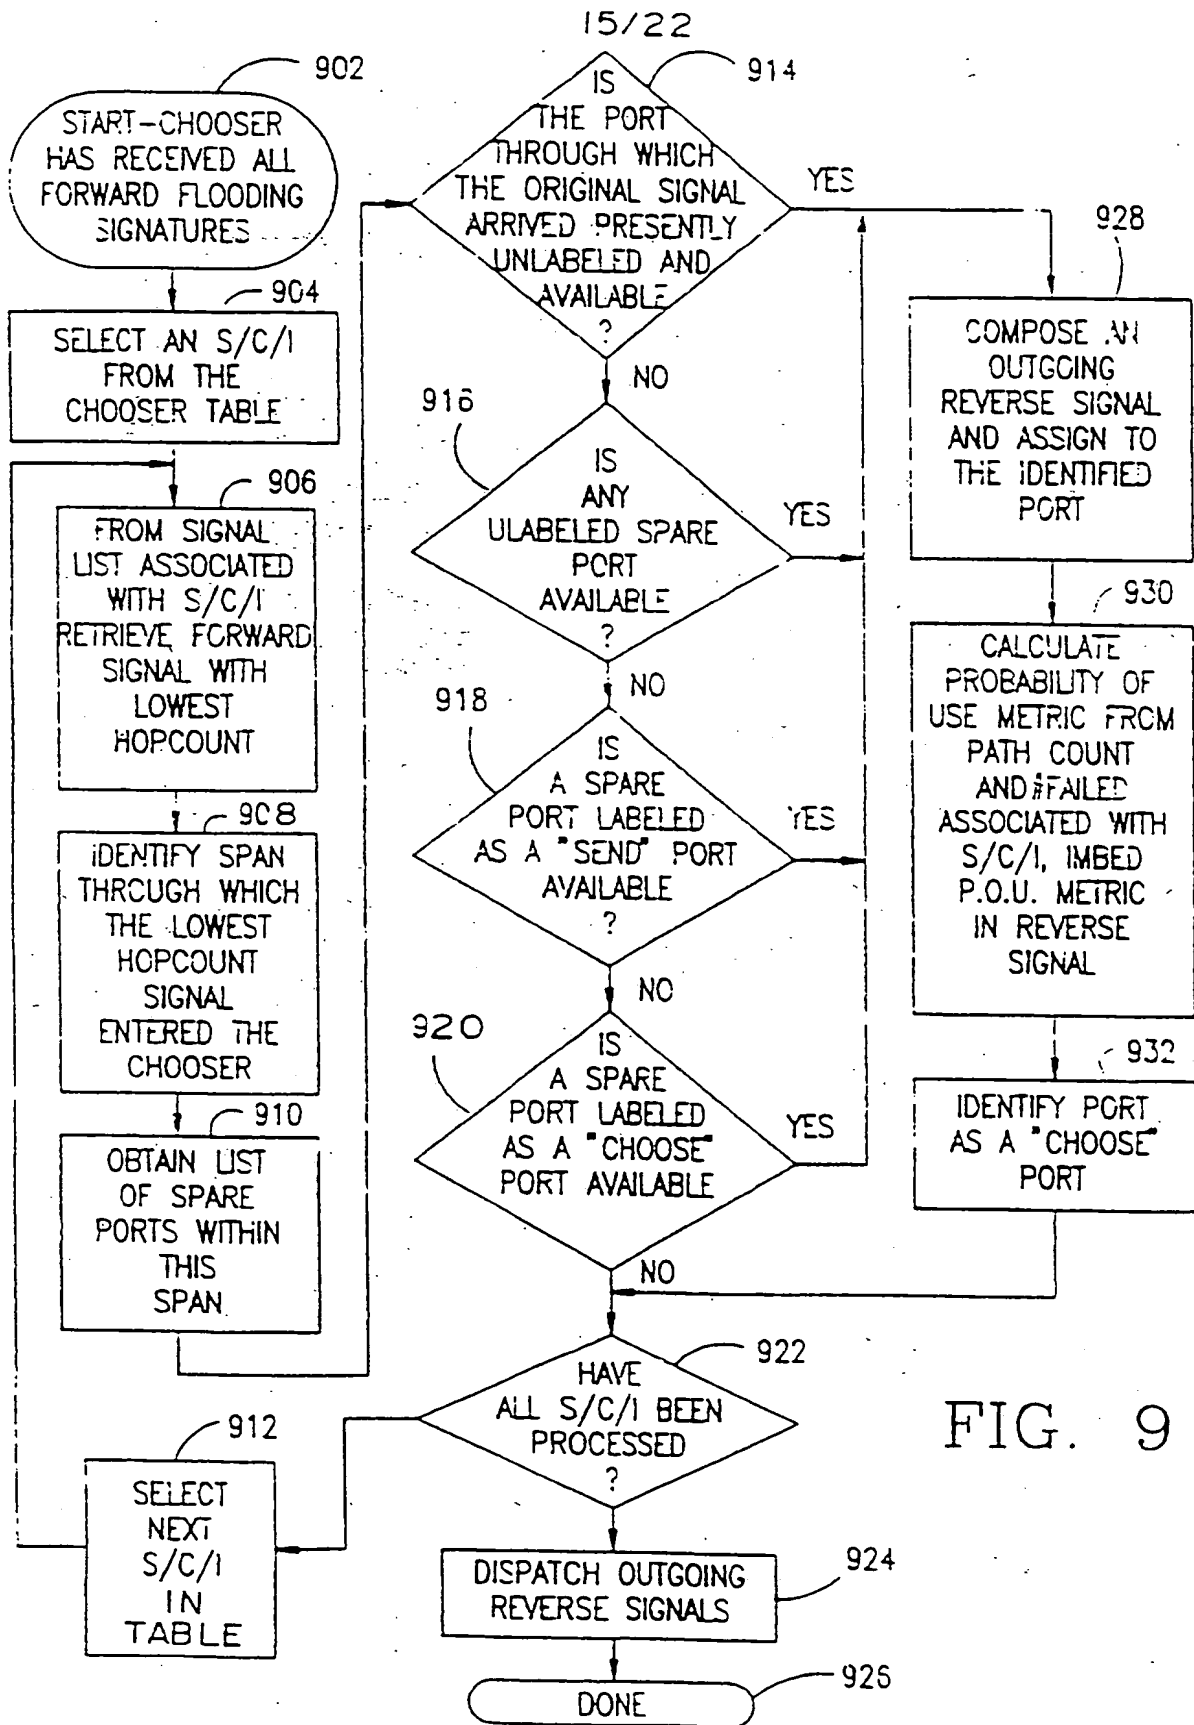 15/22
902
START-CHOOSER
HAS RECEIVED ALL
FORWARD FLOODING
SIGNATURES
904
SELECT AN S/C/I
FROM THE
CHOOSER TABLE
906
FROM SIGNAL
LIST ASSOCIATED
WITH S/C/I
RETRIEVE FORWARD
SIGNAL WITH
LOWEST
HOPCOUNT
908
IDENTIFY SPAN
THROUGH WHICH
THE LOWEST
HOPCOUNT
SIGNAL
ENTERED THE
CHOOSER
910
OBTAIN LIST
OF SPARE
PORTS WITHIN
THIS
SPAN
912
SELECT
NEXT
S/C/I
IN
TABLE
914
IS
THE PORT
THROUGH WHICH
THE ORIGINAL SIGNAL
ARRIVED PRESENTLY
UNLABELED AND
AVAILABLE
?
YES
NO
916
IS
ANY
ULABELED SPARE
PORT
AVAILABLE
?
YES
NO
918
IS
A SPARE
PORT LABELED
AS A "SEND" PORT
AVAILABLE
?
YES
NO
920
IS
A SPARE
PORT LABELED
AS A "CHOOSE"
PORT AVAILABLE
YES
NO
922
HAVE
ALL S/C/I BEEN
PROCESSED
?
924
DISPATCH OUTGOING
REVERSE SIGNALS
926
DONE
928
COMPOSE AN
OUTGOING
REVERSE SIGNAL
AND ASSIGN TO
THE IDENTIFIED
PORT
930
CALCULATE
PROBABILITY OF
USE METRIC FROM
PATH COUNT
AND #FAILED
ASSOCIATED WITH
S/C/I, IMBED
P.O.U. METRIC
IN REVERSE
SIGNAL
932
IDENTIFY PORT
AS A "CHOOSE"
PORT
FIG. 9